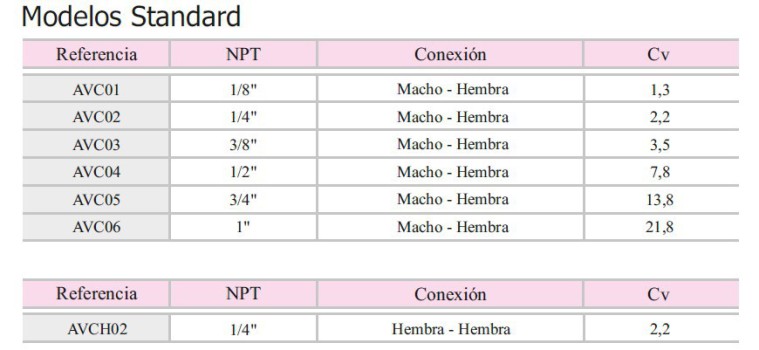 Modelos Standard
Referencia NPT Conexión Cv
AVC01 1/8" Macho - Hembra 1,3
AVC02 1/4" Macho - Hembra 2,2
AVC03 3/8" Macho - Hembra 3,5
AVC04 1/2" Macho - Hembra 7,8
AVC05 3/4" Macho - Hembra 13,8
AVC06 1" Macho - Hembra 21,8
Referencia NPT Conexión Cv
AVCH02 1/4" Hembra - Hembra 2,2